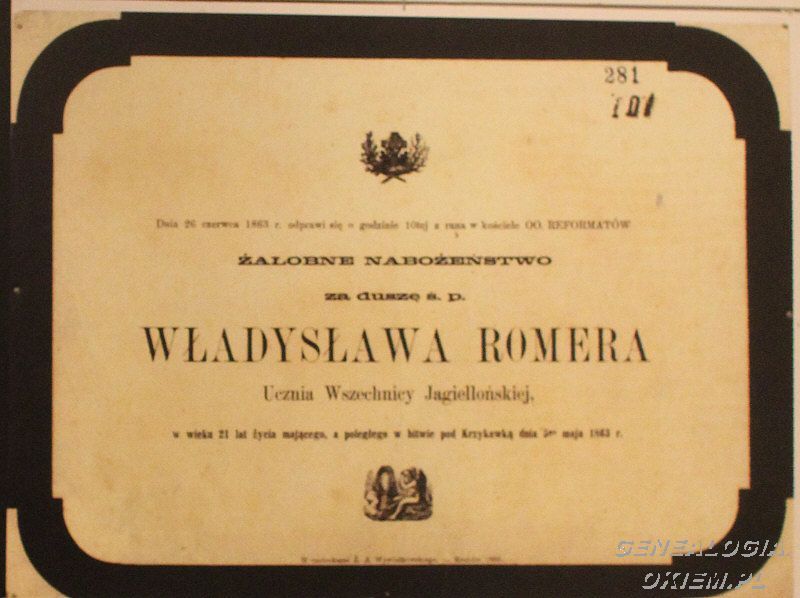 281
101
Dnia 26 czerwca 1863 r. odprawi się o godzinie 10tej z rana w kościele OO. REFORMATÓW
ŻAŁOBNE NABOŻEŃSTWO
za duszę ś. p.
WŁADYSŁAWA ROMERA
Ucznia Wszechnicy Jagiellońskiej,
w wieku 21 lat życia mającego, a poległego w bitwie pod Krzykawką dnia maja 1863 r.
GENEALOGIA
OKIEM.PL